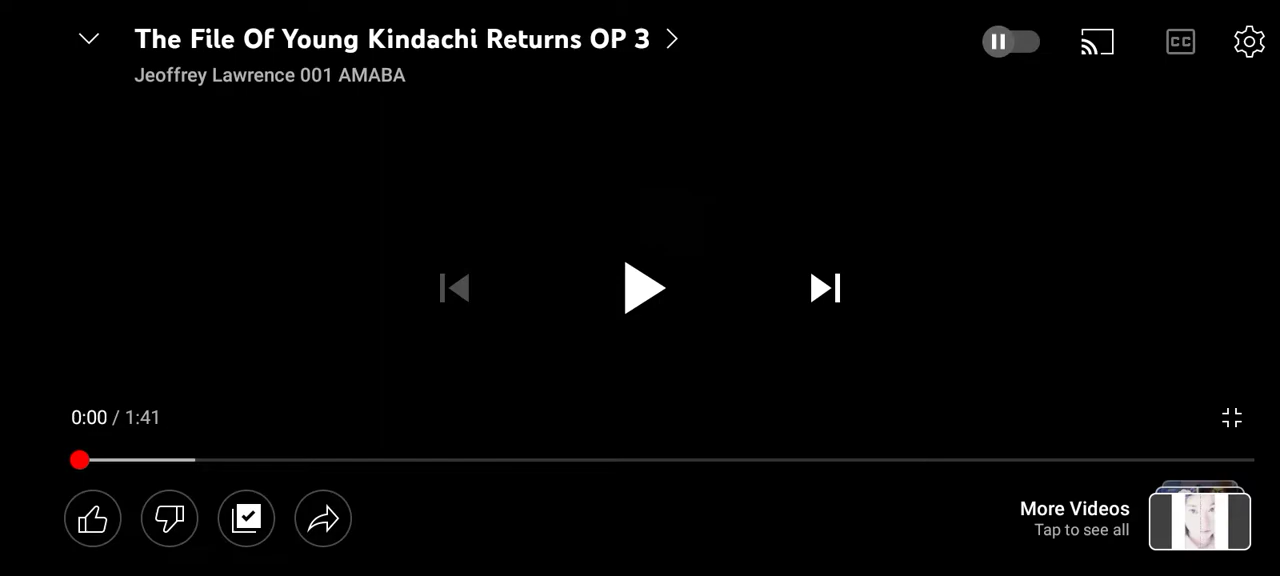 The File Of Young Kindachi Returns OP 3
Jeoffrey Lawrence 001 AMABA
CC
0:00 / 1:41
More Videos
Tap to see all